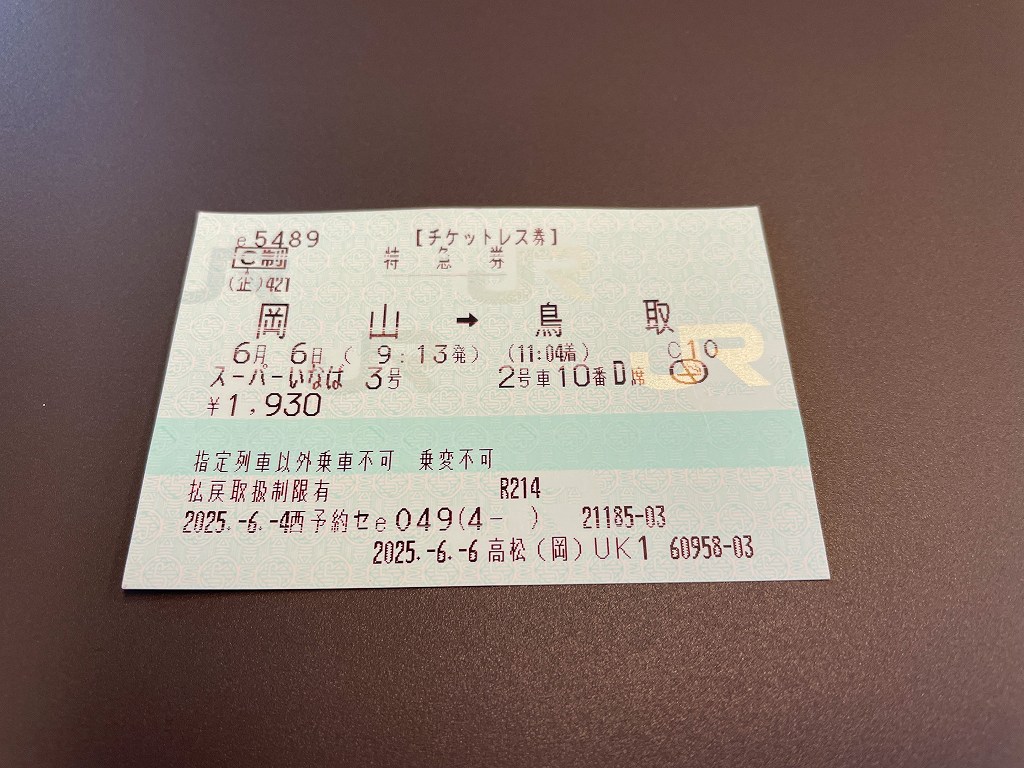 e5489 【チケットレス券】
C制 特急券
(企)421
岡山 → 鳥取
6月 6日 ( 9:13発) (11:04着) C10
スーパーいなば 3号 2号車10番D席
¥1,930
指定列車以外乗車不可 乗変不可
払戻取扱制限有 R214
2025.-6.-4西予約セe049(4- ) 21185-03
2025.-6.-6 高松(岡)UK1 60958-03
JR
JR
JR
JR